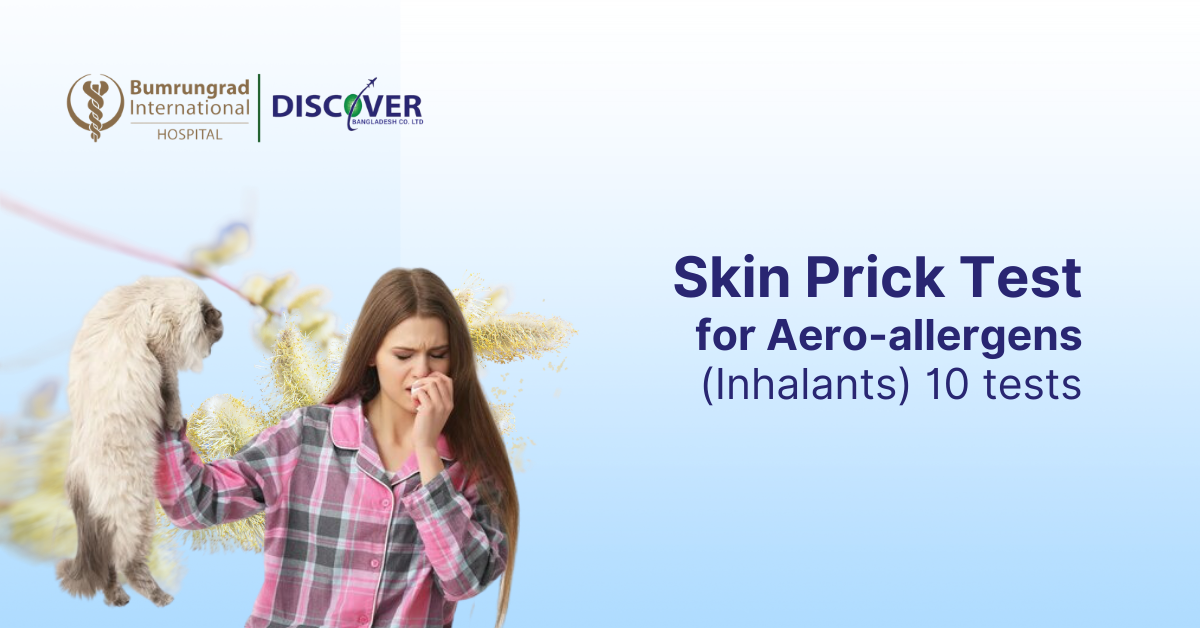 Bumrungrad
International
HOSPITAL
DISCOVER
BANGLADESH CO. LTD
Skin Prick Test
for Aero-allergens
(Inhalants) 10 tests